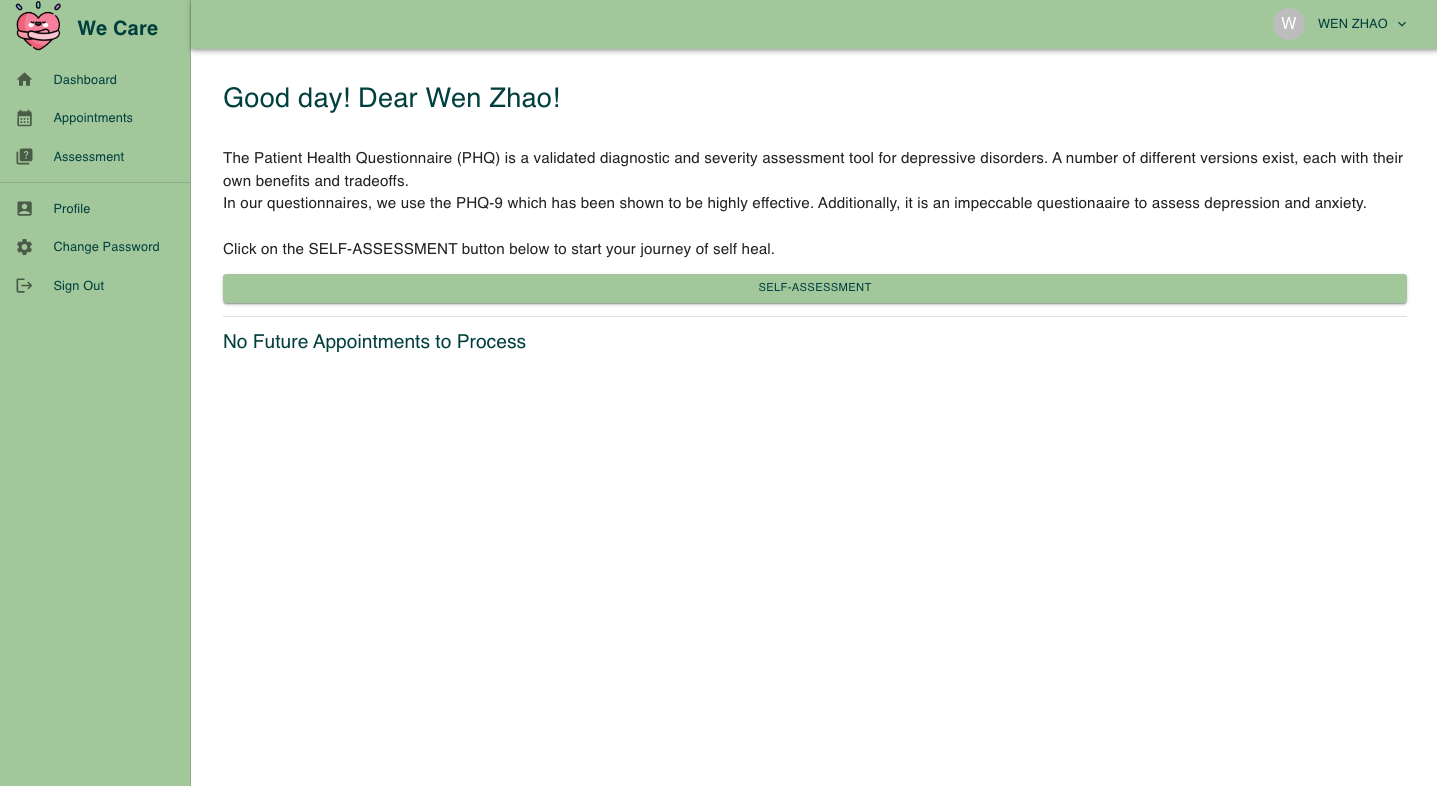 We Care
W WEN ZHAO
Dashboard
Appointments
Assessment
Profile
Change Password
Sign Out
Good day! Dear Wen Zhao!
The Patient Health Questionnaire (PHQ) is a validated diagnostic and severity assessment tool for depressive disorders. A number of different versions exist, each with their
own benefits and tradeoffs.
In our questionnaires, we use the PHQ-9 which has been shown to be highly effective. Additionally, it is an impeccable questionaaire to assess depression and anxiety.
Click on the SELF-ASSESSMENT button below to start your journey of self heal.
SELF-ASSESSMENT
No Future Appointments to Process